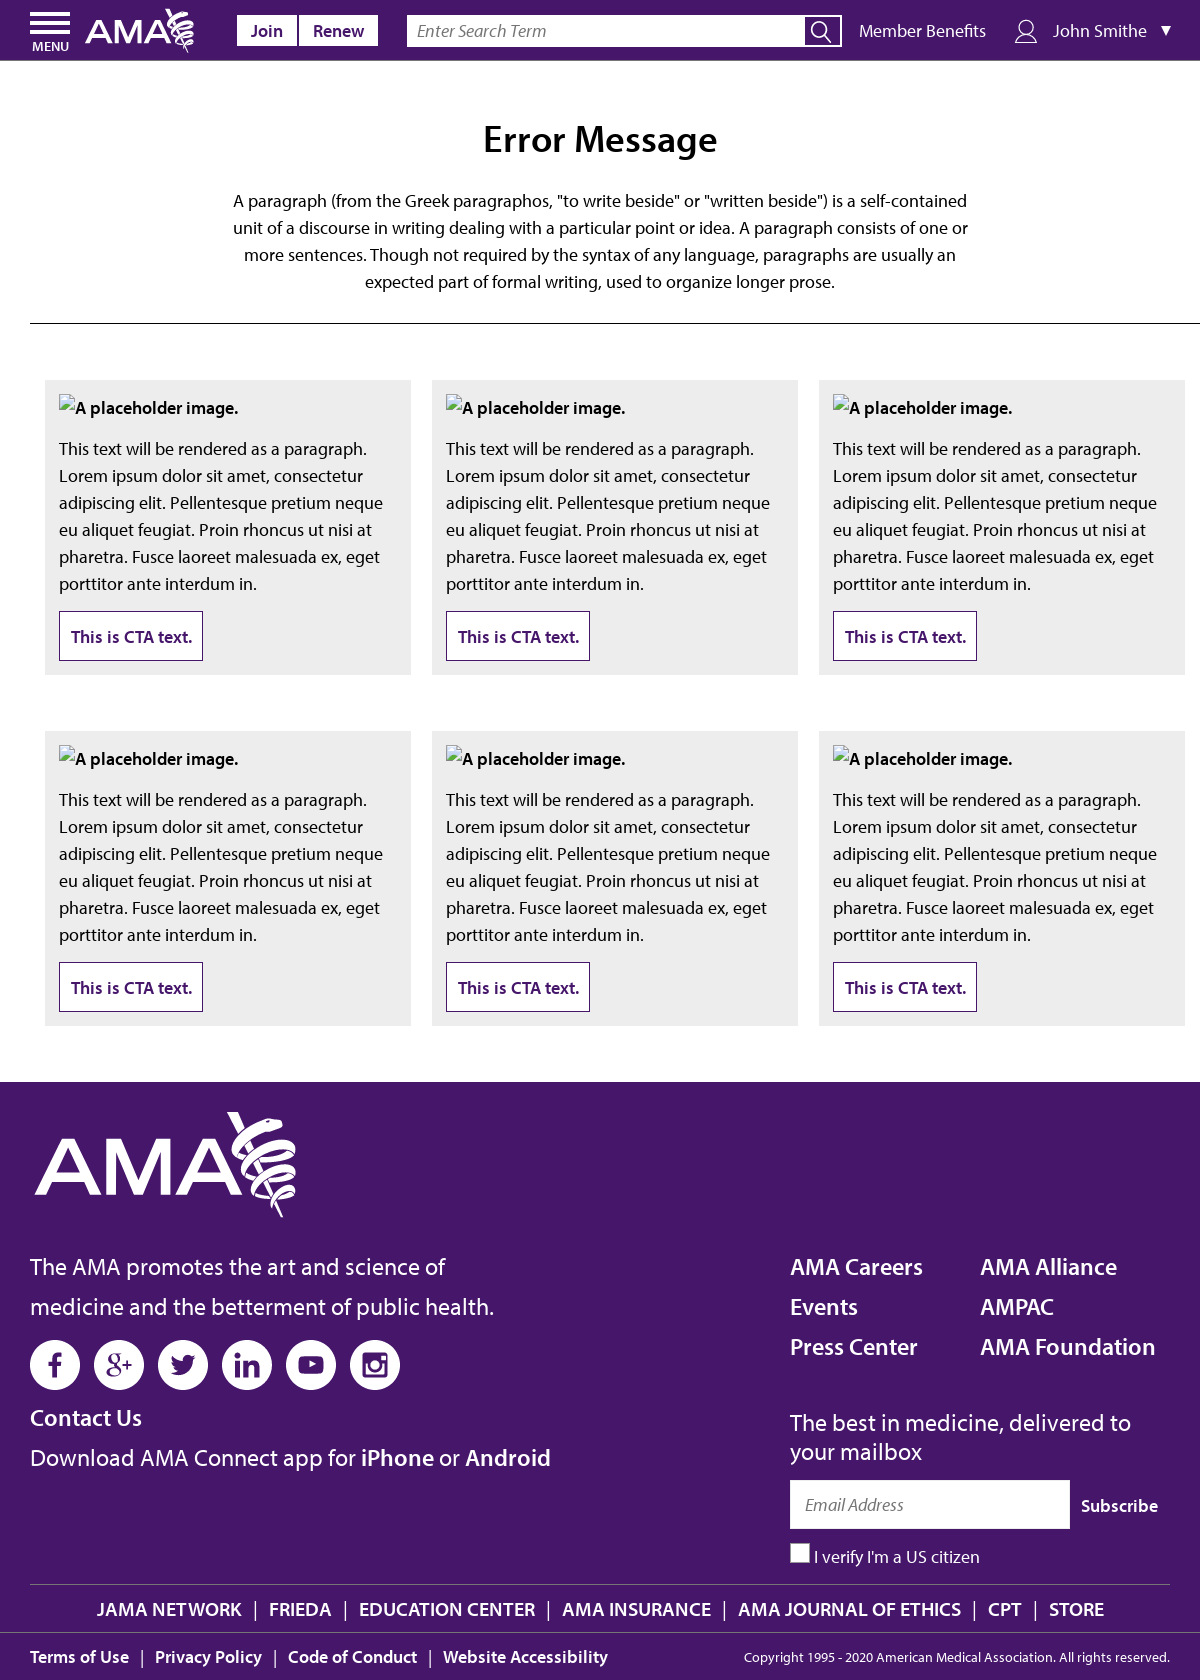 MENU AMA Join Renew Enter Search Term Member Benefits John Smithe
Error Message
A paragraph (from the Greek paragraphos, "to write beside" or "written beside") is a self-contained
unit of a discourse in writing dealing with a particular point or idea. A paragraph consists of one or
more sentences. Though not required by the syntax of any language, paragraphs are usually an
expected part of formal writing, used to organize longer prose.
A placeholder image.
This text will be rendered as a paragraph.
Lorem ipsum dolor sit amet, consectetur
adipiscing elit. Pellentesque pretium neque
eu aliquet feugiat. Proin rhoncus ut nisi at
pharetra. Fusce laoreet malesuada ex, eget
porttitor ante interdum in.
This is CTA text.
A placeholder image.
This text will be rendered as a paragraph.
Lorem ipsum dolor sit amet, consectetur
adipiscing elit. Pellentesque pretium neque
eu aliquet feugiat. Proin rhoncus ut nisi at
pharetra. Fusce laoreet malesuada ex, eget
porttitor ante interdum in.
This is CTA text.
A placeholder image.
This text will be rendered as a paragraph.
Lorem ipsum dolor sit amet, consectetur
adipiscing elit. Pellentesque pretium neque
eu aliquet feugiat. Proin rhoncus ut nisi at
pharetra. Fusce laoreet malesuada ex, eget
porttitor ante interdum in.
This is CTA text.
A placeholder image.
This text will be rendered as a paragraph.
Lorem ipsum dolor sit amet, consectetur
adipiscing elit. Pellentesque pretium neque
eu aliquet feugiat. Proin rhoncus ut nisi at
pharetra. Fusce laoreet malesuada ex, eget
porttitor ante interdum in.
This is CTA text.
A placeholder image.
This text will be rendered as a paragraph.
Lorem ipsum dolor sit amet, consectetur
adipiscing elit. Pellentesque pretium neque
eu aliquet feugiat. Proin rhoncus ut nisi at
pharetra. Fusce laoreet malesuada ex, eget
porttitor ante interdum in.
This is CTA text.
A placeholder image.
This text will be rendered as a paragraph.
Lorem ipsum dolor sit amet, consectetur
adipiscing elit. Pellentesque pretium neque
eu aliquet feugiat. Proin rhoncus ut nisi at
pharetra. Fusce laoreet malesuada ex, eget
porttitor ante interdum in.
This is CTA text.
AMA
The AMA promotes the art and science of
medicine and the betterment of public health.
f g+ in
Contact Us
Download AMA Connect app for iPhone or Android
AMA Careers
Events
Press Center
AMA Alliance
AMPAC
AMA Foundation
The best in medicine, delivered to
your mailbox
Email Address Subscribe
I verify I'm a US citizen
JAMA NETWORK | FRIEDA | EDUCATION CENTER | AMA INSURANCE | AMA JOURNAL OF ETHICS | CPT | STORE
Terms of Use | Privacy Policy | Code of Conduct | Website Accessibility Copyright 1995 - 2020 American Medical Association. All rights reserved.